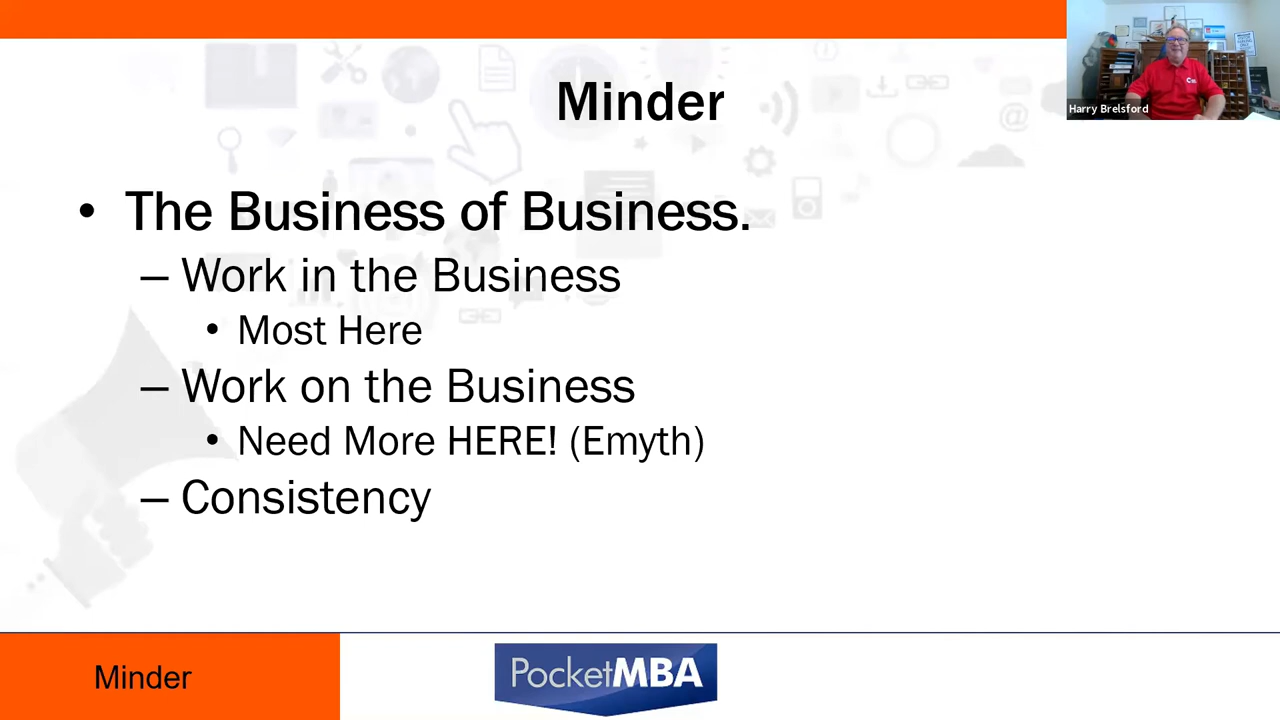 Minder
Harry Brelsford
• The Business of Business.
– Work in the Business
• Most Here
– Work on the Business
• Need More HERE! (Emyth)
– Consistency
Minder
PocketMBA